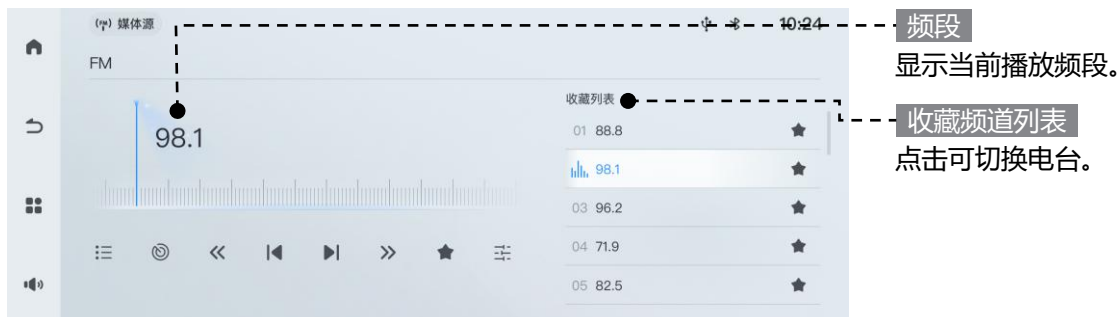 媒体源
10:24
FM
98.1
收藏列表
01 88.8
98.1
03 96.2
04 71.9
05 82.5
频段
显示当前播放频段。
收藏频道列表
点击可切换电台。